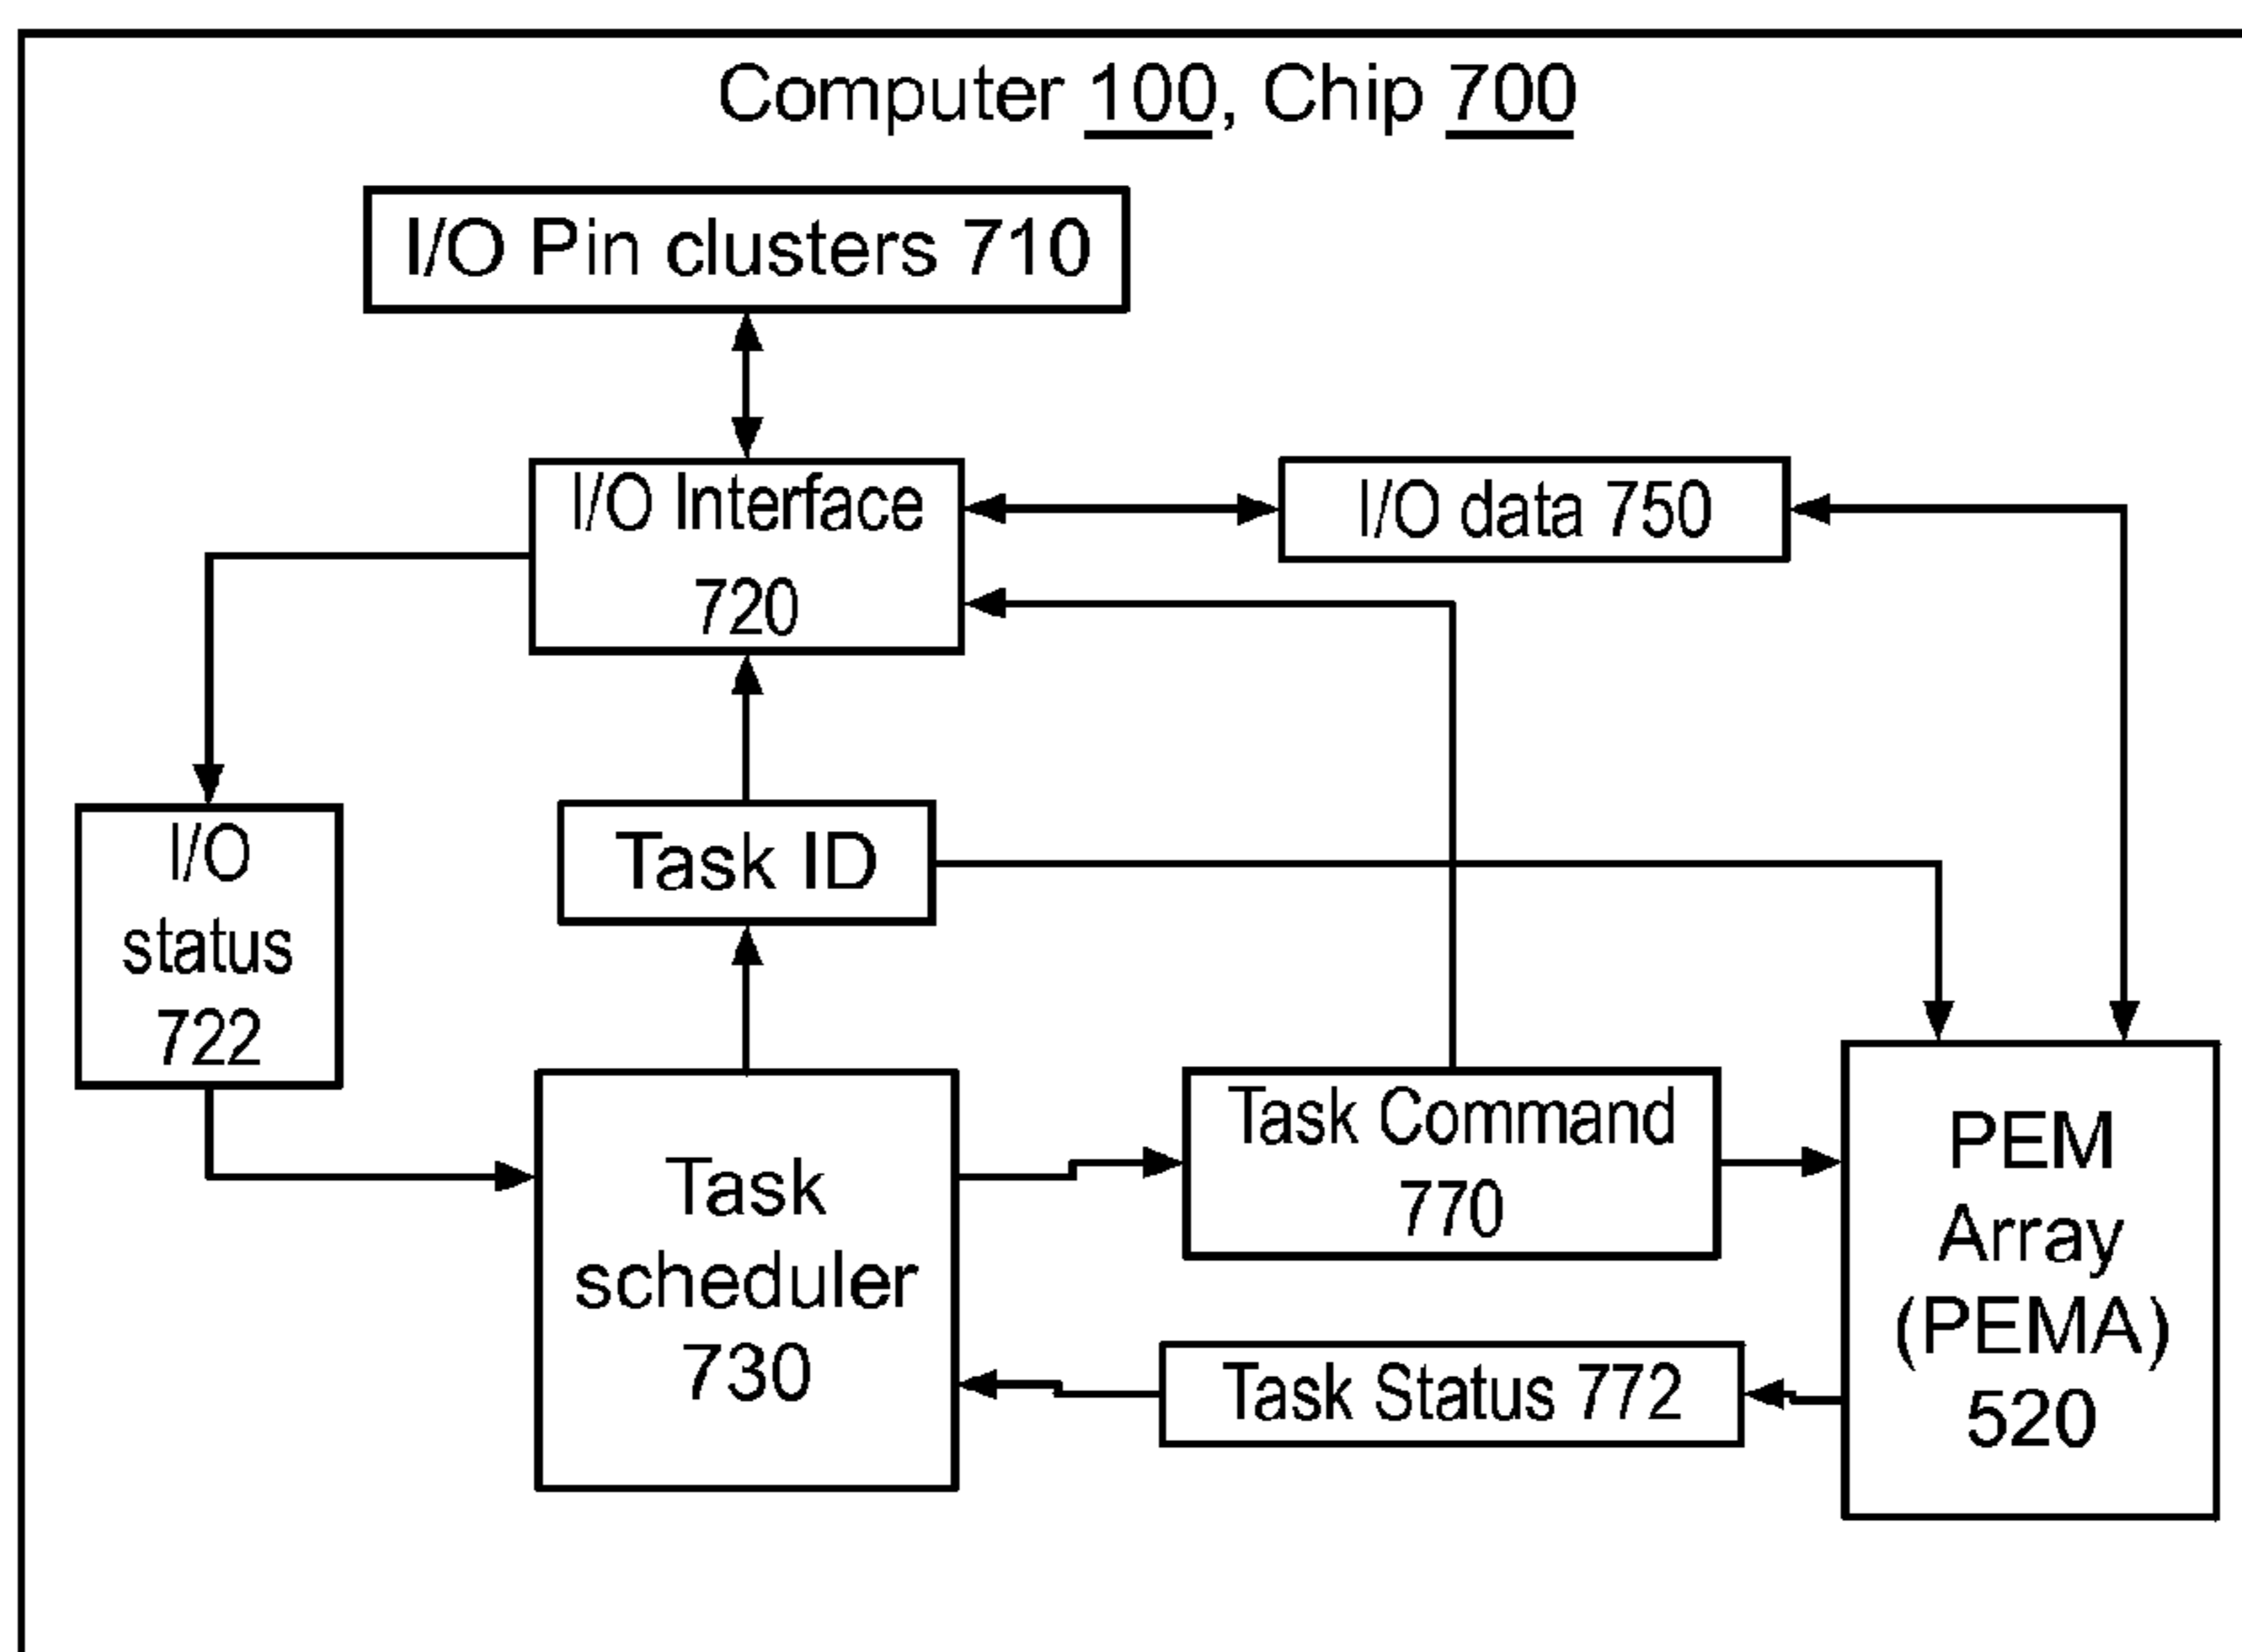 Computer 100, Chip 700
I/O Pin clusters 710
I/O Interface
720
I/O data 750
I/O
status
722
Task ID
Task
scheduler
730
Task Command
770
Task Status 772
PEM
Array
(PEMA)
520